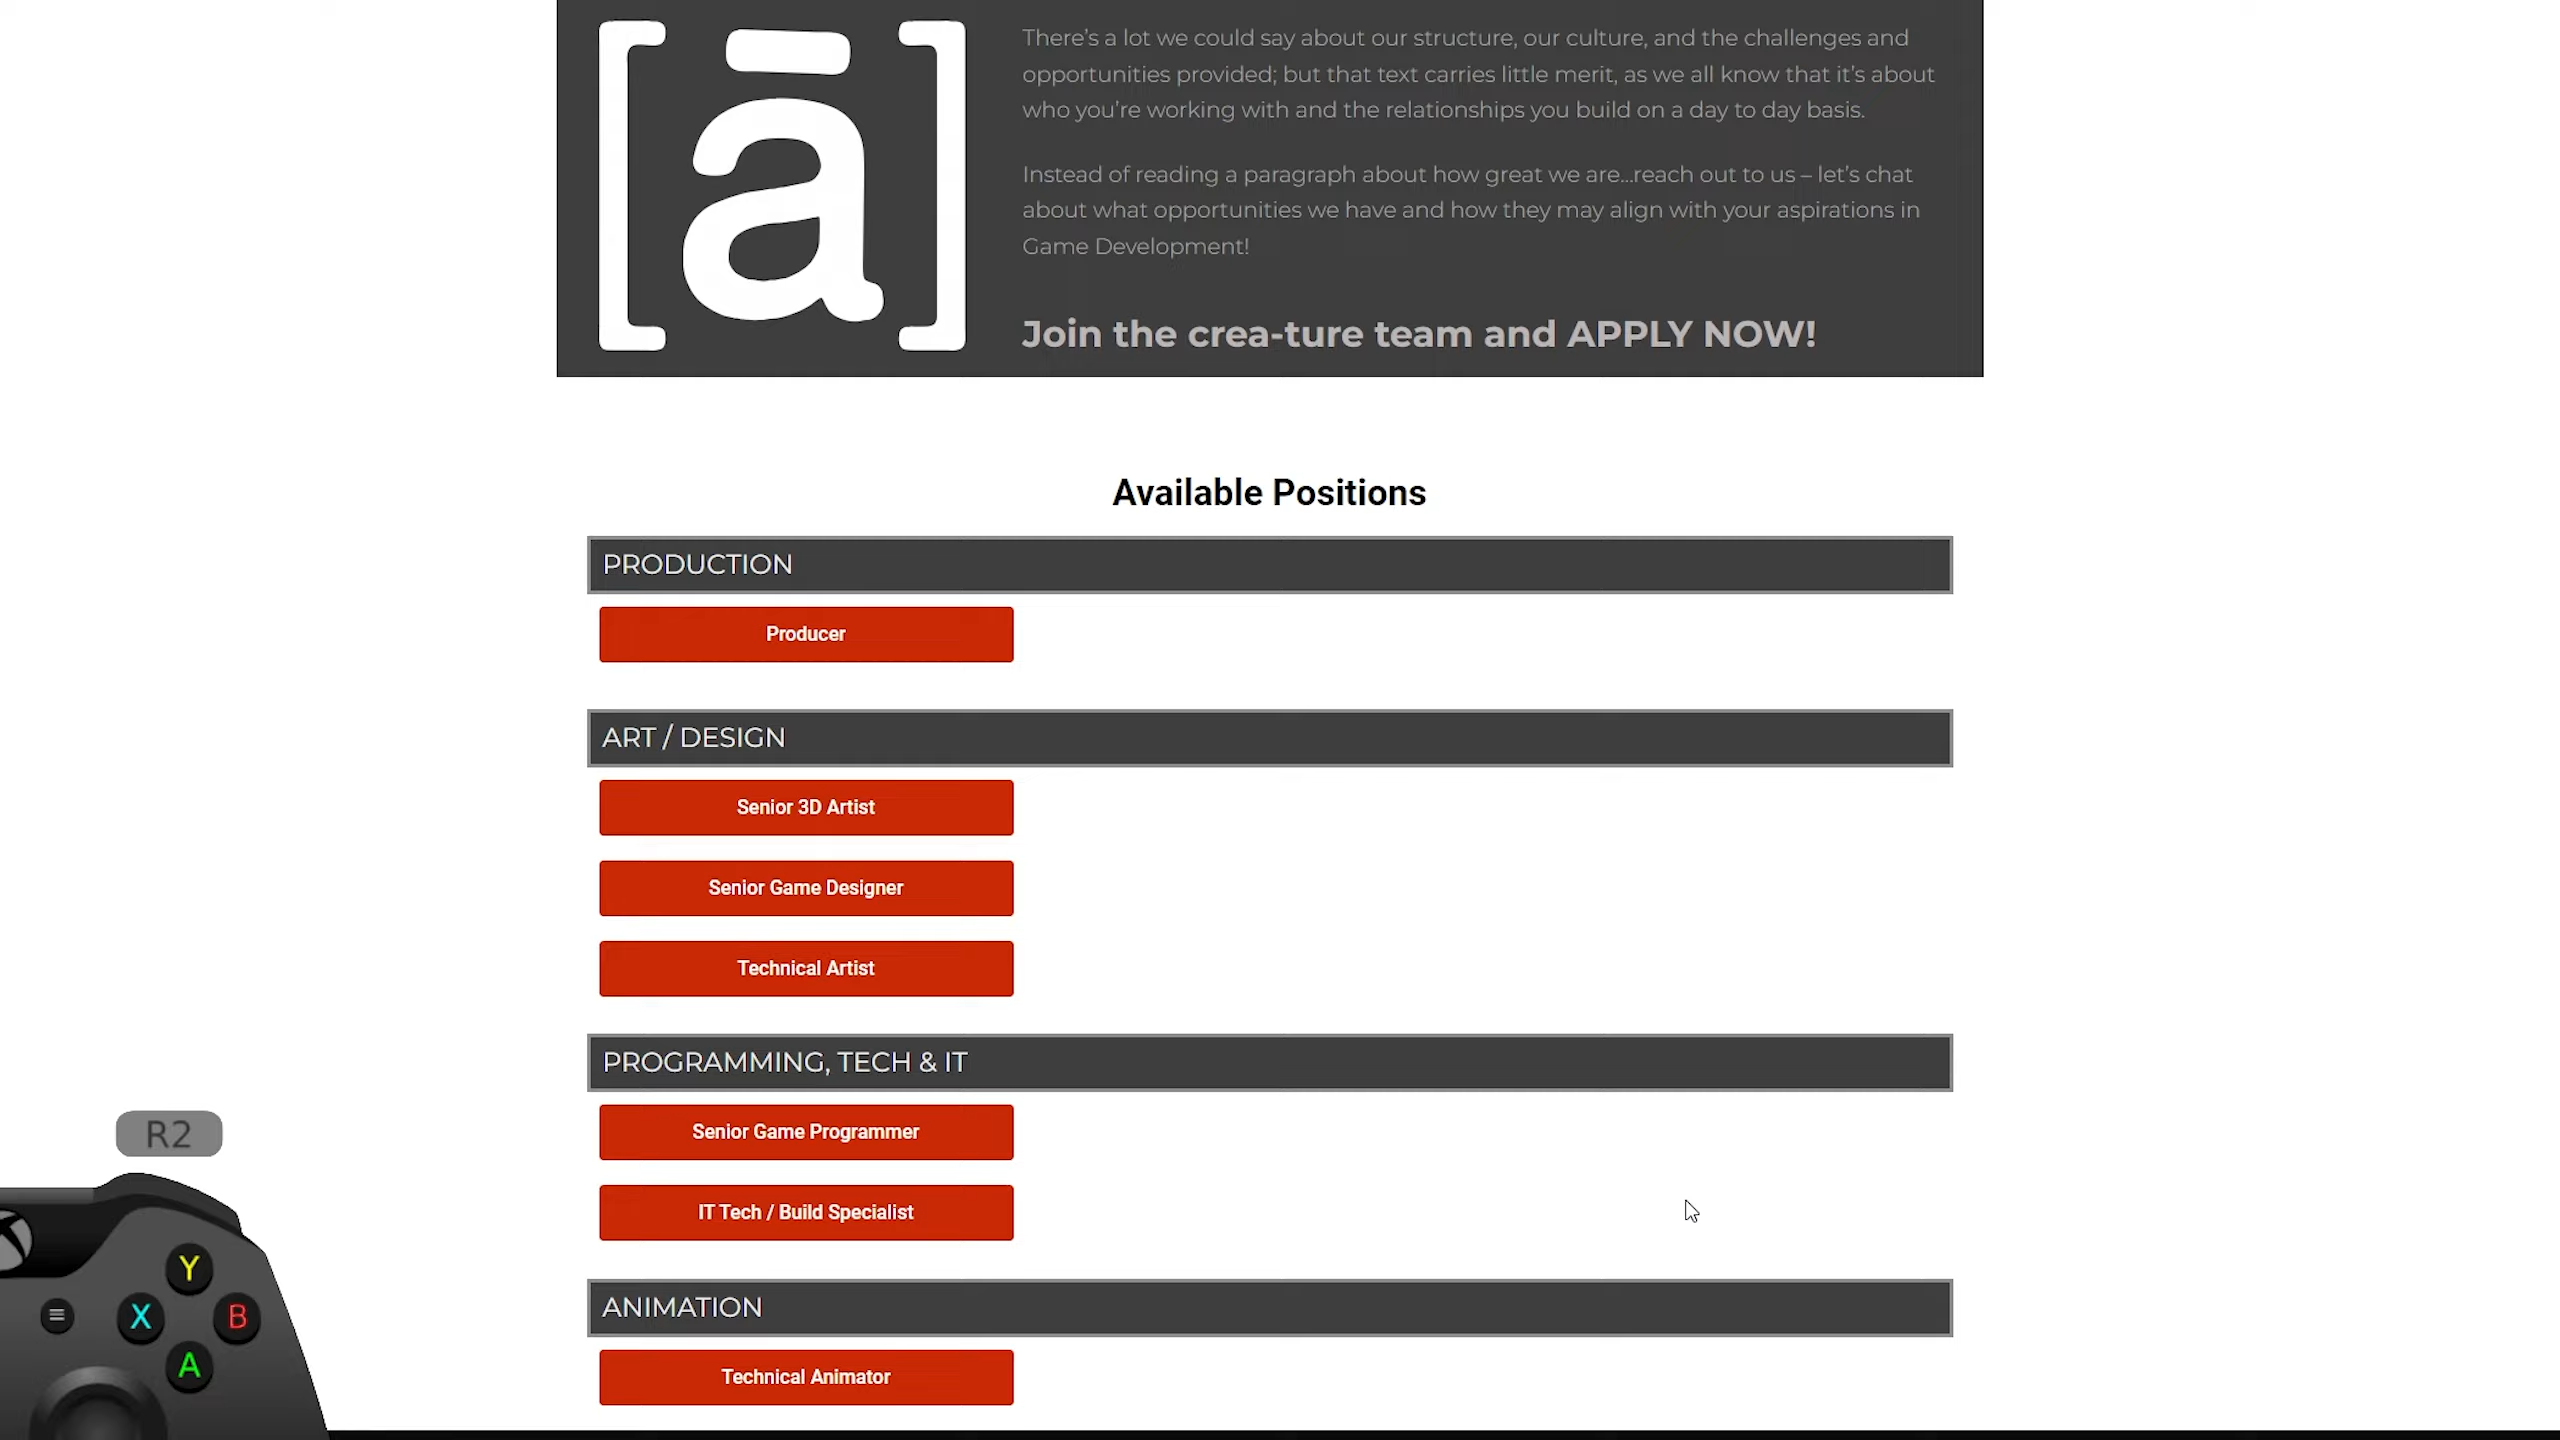 [ā]
There's a lot we could say about our structure, our culture, and the challenges and
opportunities provided; but that text carries little merit, as we all know that it's about
who you're working with and the relationships you build on a day to day basis.
Instead of reading a paragraph about how great we are...reach out to us – let's chat
about what opportunities we have and how they may align with your aspirations in
Game Development!
Join the crea-ture team and APPLY NOW!
Available Positions
PRODUCTION
Producer
ART / DESIGN
Senior 3D Artist
Senior Game Designer
Technical Artist
PROGRAMMING, TECH & IT
Senior Game Programmer
IT Tech / Build Specialist
ANIMATION
Technical Animator
R2
Y
X
B
A